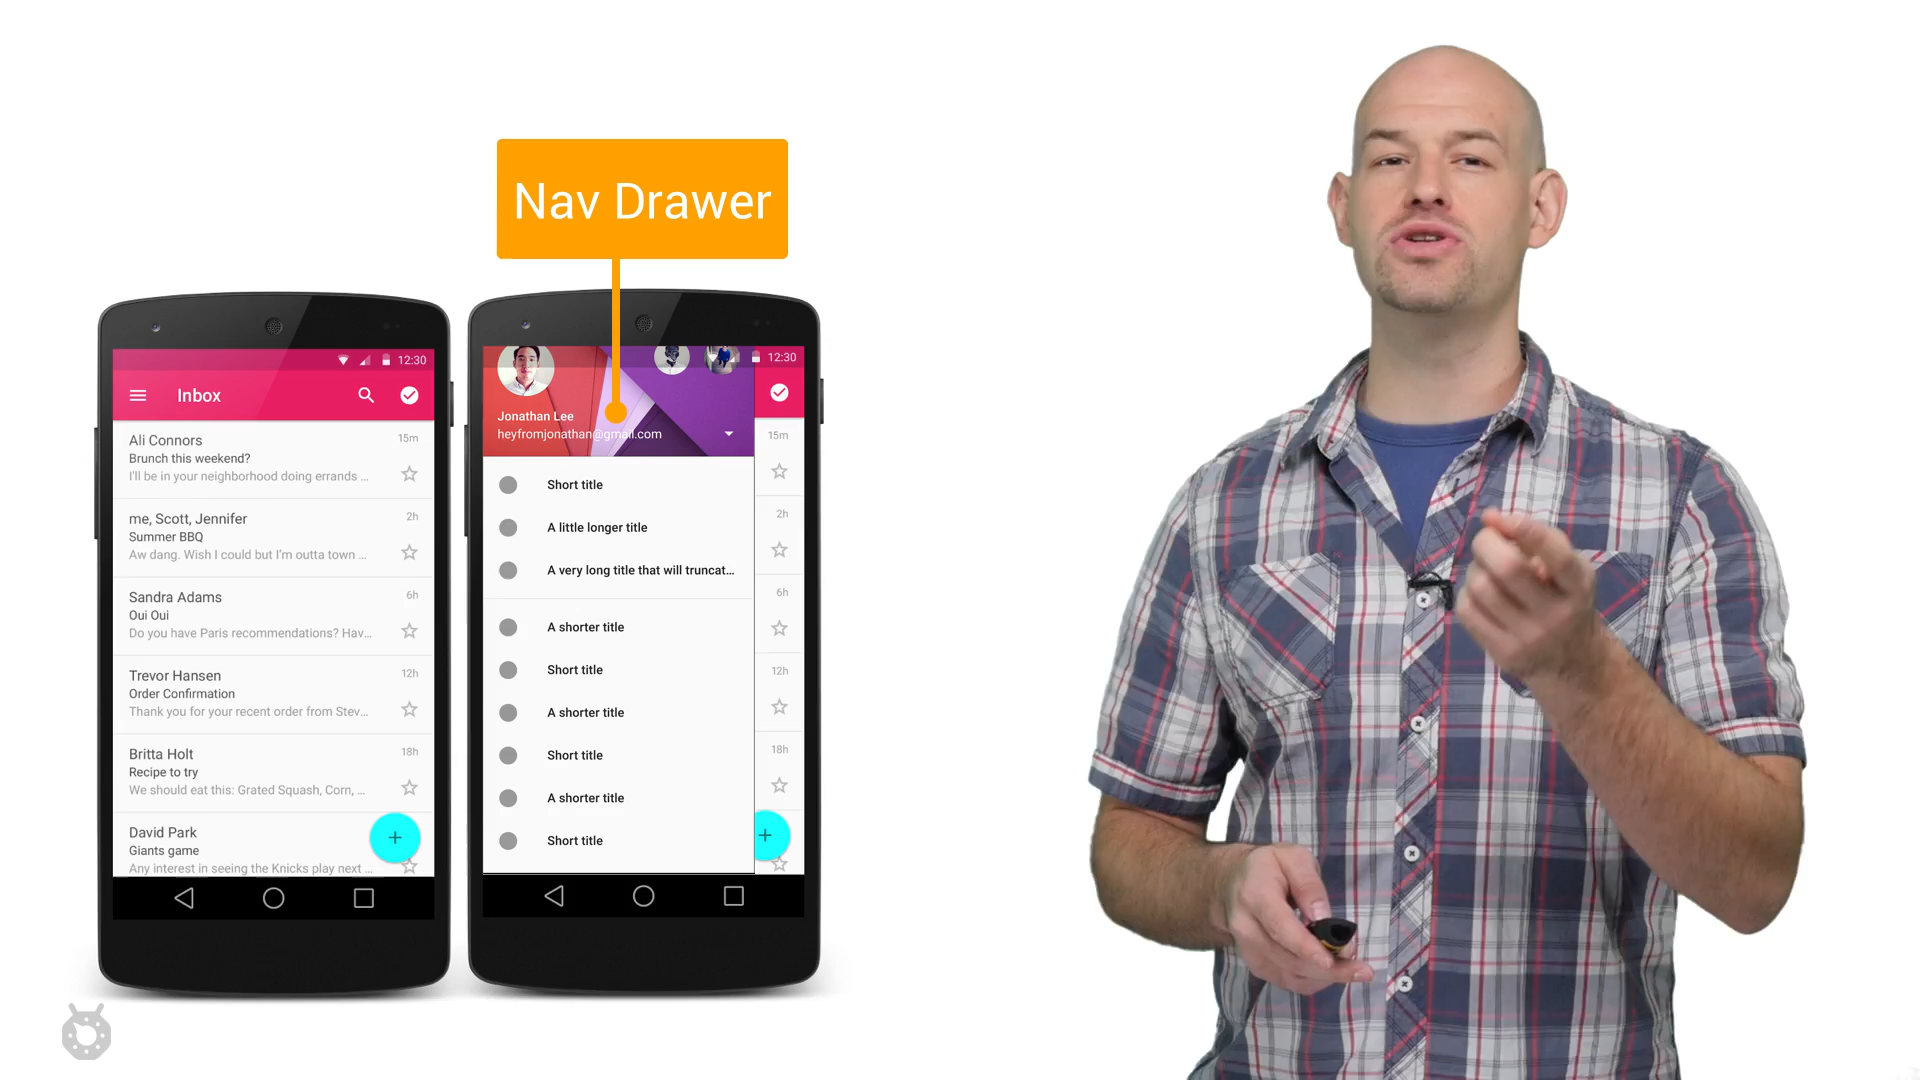 Nav Drawer
12:30
Inbox
Ali Connors
15m
Brunch this weekend?
I'll be in your neighborhood doing errands ...
me, Scott, Jennifer
2h
Summer BBQ
Aw dang. Wish I could but I'm outta town ...
Sandra Adams
6h
Oui Oui
Do you have Paris recommendations? Hav...
Trevor Hansen
12h
Order Confirmation
Thank you for your recent order from Stev...
Britta Holt
18h
Recipe to try
We should eat this: Grated Squash, Corn, ...
David Park
Giants game
Any interest in seeing the Knicks play next ...
12:30
Jonathan Lee
heyfromjonathan@gmail.com
Short title
A little longer title
A very long title that will truncat...
A shorter title
Short title
A shorter title
Short title
A shorter title
Short title
15m
2h
6h
12h
18h